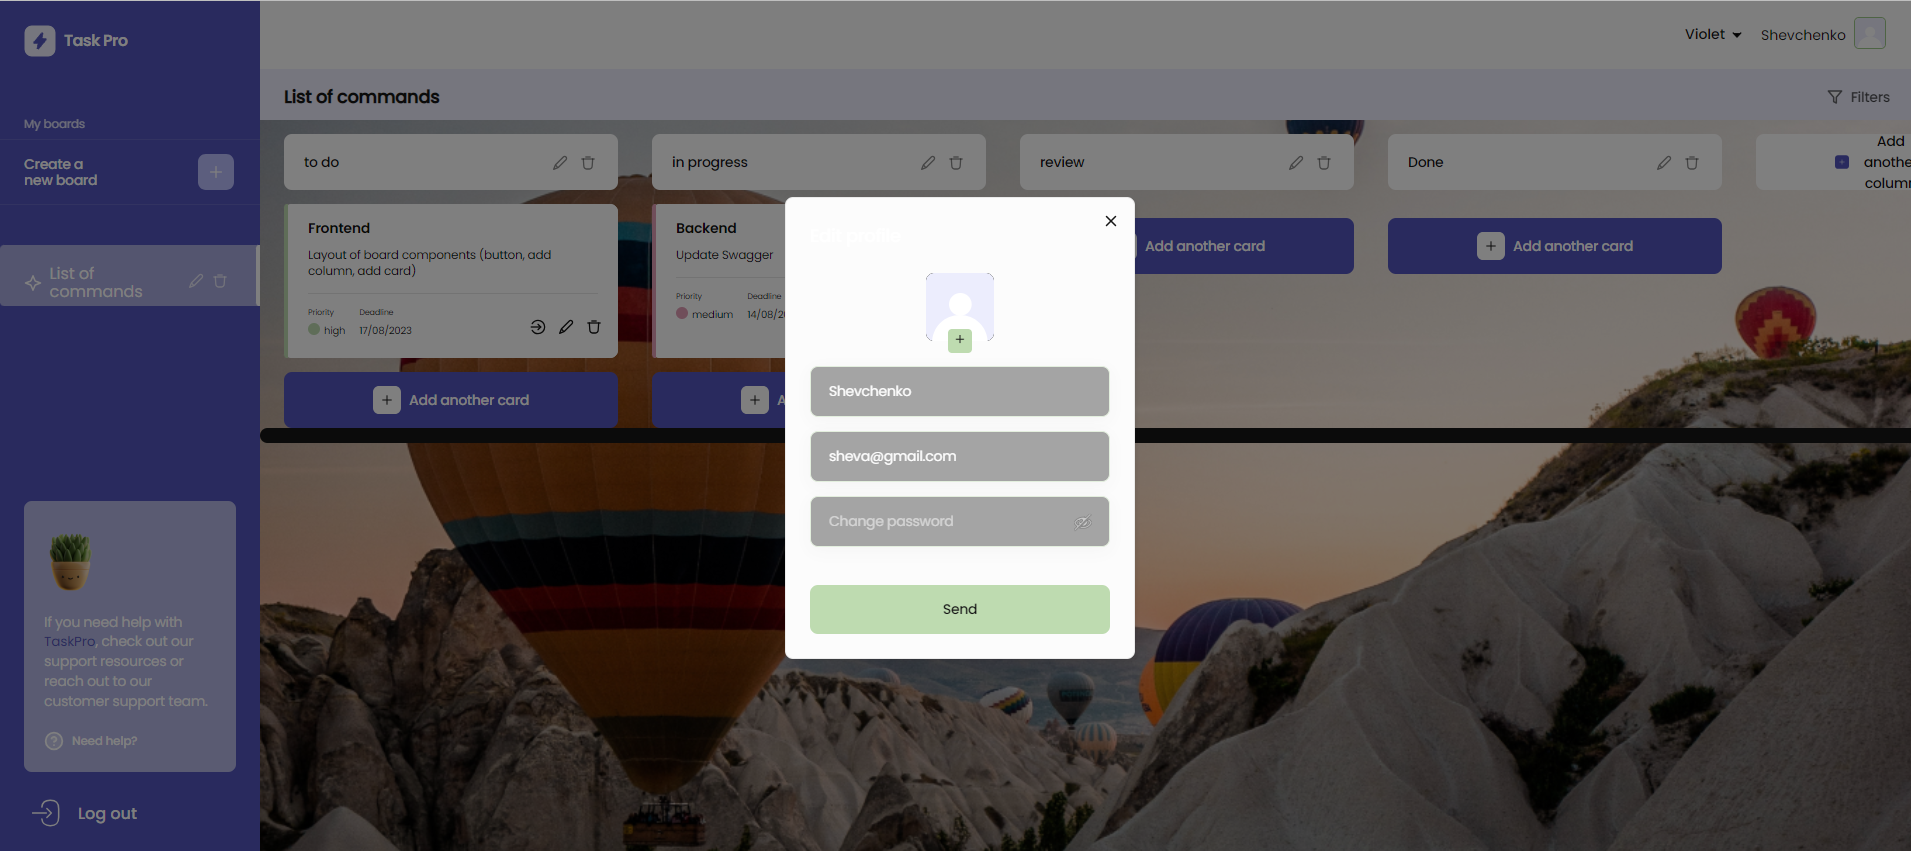 Task Pro
Violet
Shevchenko
My boards
Create a
new board
List of
commands
If you need help with
TaskPro, check out our
support resources or
reach out to our
customer support team.
Need help?
Log out
List of commands
Filters
to do
Frontend
Layout of board components (button, add
column, add card)
Priority
Deadline
high
17/08/2023
Add another card
in progress
Backend
Update Swagger
Priority
Deadline
medium
14/08/20
A
review
Add another card
Done
Add another card
Add
anothe
column
Edit profile
Shevchenko
sheva@gmail.com
Change password
Send